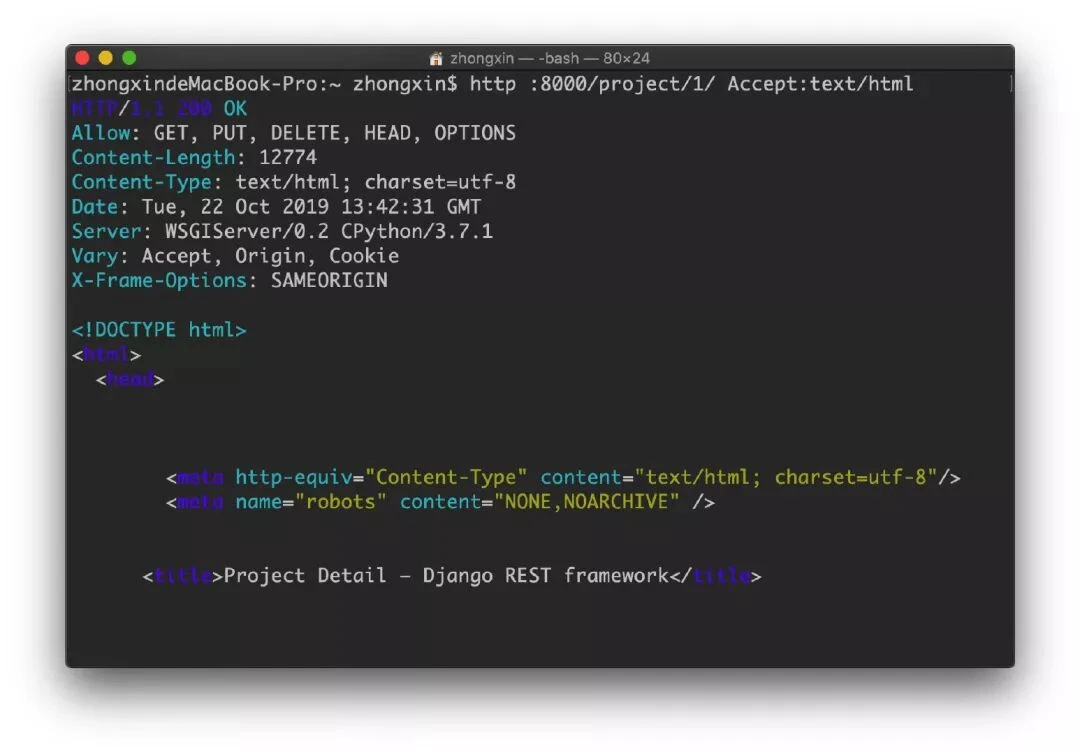 zhongxin — -bash — 80×24
zhongxindeMacBook-Pro:~ zhongxin$ http :8000/project/1/ Accept:text/html
HTTP/1.1 200 OK
Allow: GET, PUT, DELETE, HEAD, OPTIONS
Content-Length: 12774
Content-Type: text/html; charset=utf-8
Date: Tue, 22 Oct 2019 13:42:31 GMT
Server: WSGIServer/0.2 CPython/3.7.1
Vary: Accept, Origin, Cookie
X-Frame-Options: SAMEORIGIN
<!DOCTYPE html>
<html>
<head>
<meta http-equiv="Content-Type" content="text/html; charset=utf-8"/>
<meta name="robots" content="NONE,NOARCHIVE" />
<title>Project Detail – Django REST framework</title>